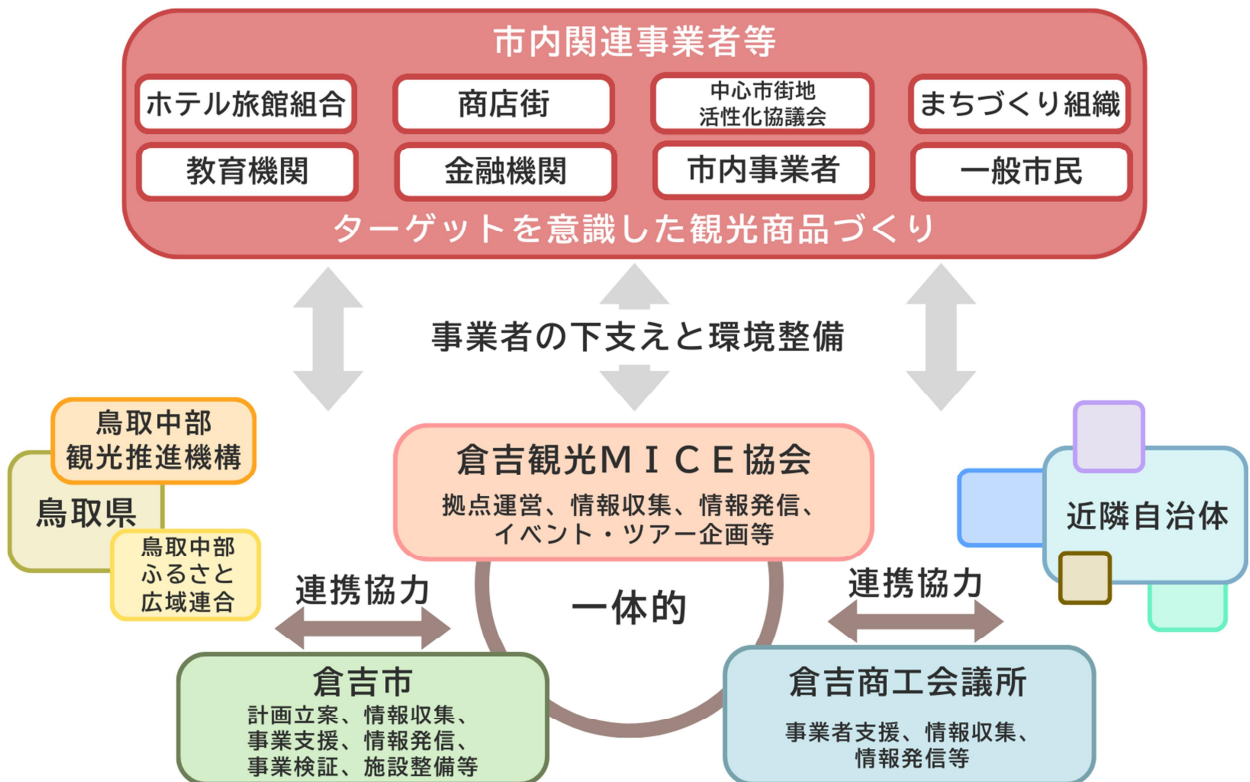 市内関連事業者等
ホテル旅館組合
商店街
中心市街地
活性化協議会
まちづくり組織
教育機関
金融機関
市内事業者
一般市民
ターゲットを意識した観光商品づくり
事業者の下支えと環境整備
鳥取中部
観光推進機構
鳥取県
鳥取中部
ふるさと
広域連合
倉吉観光ＭＩＣＥ協会
拠点運営、情報収集、情報発信、
イベント・ツアー企画等
近隣自治体
連携協力
一体的
連携協力
倉吉市
計画立案、情報収集、
事業支援、情報発信、
事業検証、施設整備等
倉吉商工会議所
事業者支援、情報収集、
情報発信等